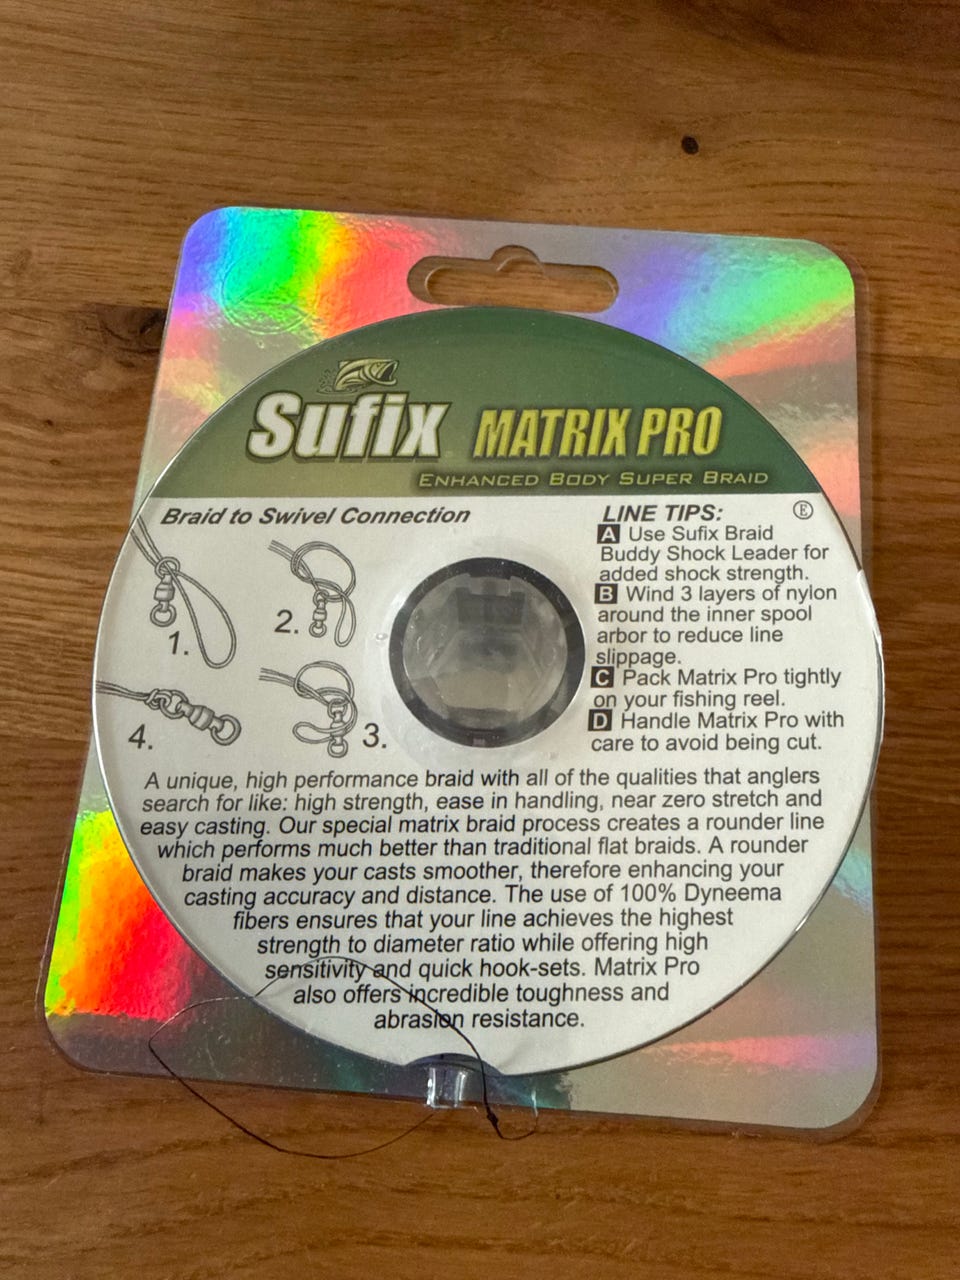 Sufix MATRIX PRO
ENHANCED BODY SUPER BRAID
Braid to Swivel Connection
1.
2.
3.
4.
LINE TIPS:
E
A Use Sufix Braid
Buddy Shock Leader for
added shock strength.
B Wind 3 layers of nylon
around the inner spool
arbor to reduce line
slippage.
C Pack Matrix Pro tightly
on your fishing reel.
D Handle Matrix Pro with
care to avoid being cut.
A unique, high performance braid with all of the qualities that anglers
search for like: high strength, ease in handling, near zero stretch and
easy casting. Our special matrix braid process creates a rounder line
which performs much better than traditional flat braids. A rounder
braid makes your casts smoother, therefore enhancing your
casting accuracy and distance. The use of 100% Dyneema
fibers ensures that your line achieves the highest
strength to diameter ratio while offering high
sensitivity and quick hook-sets. Matrix Pro
also offers incredible toughness and
abrasion resistance.